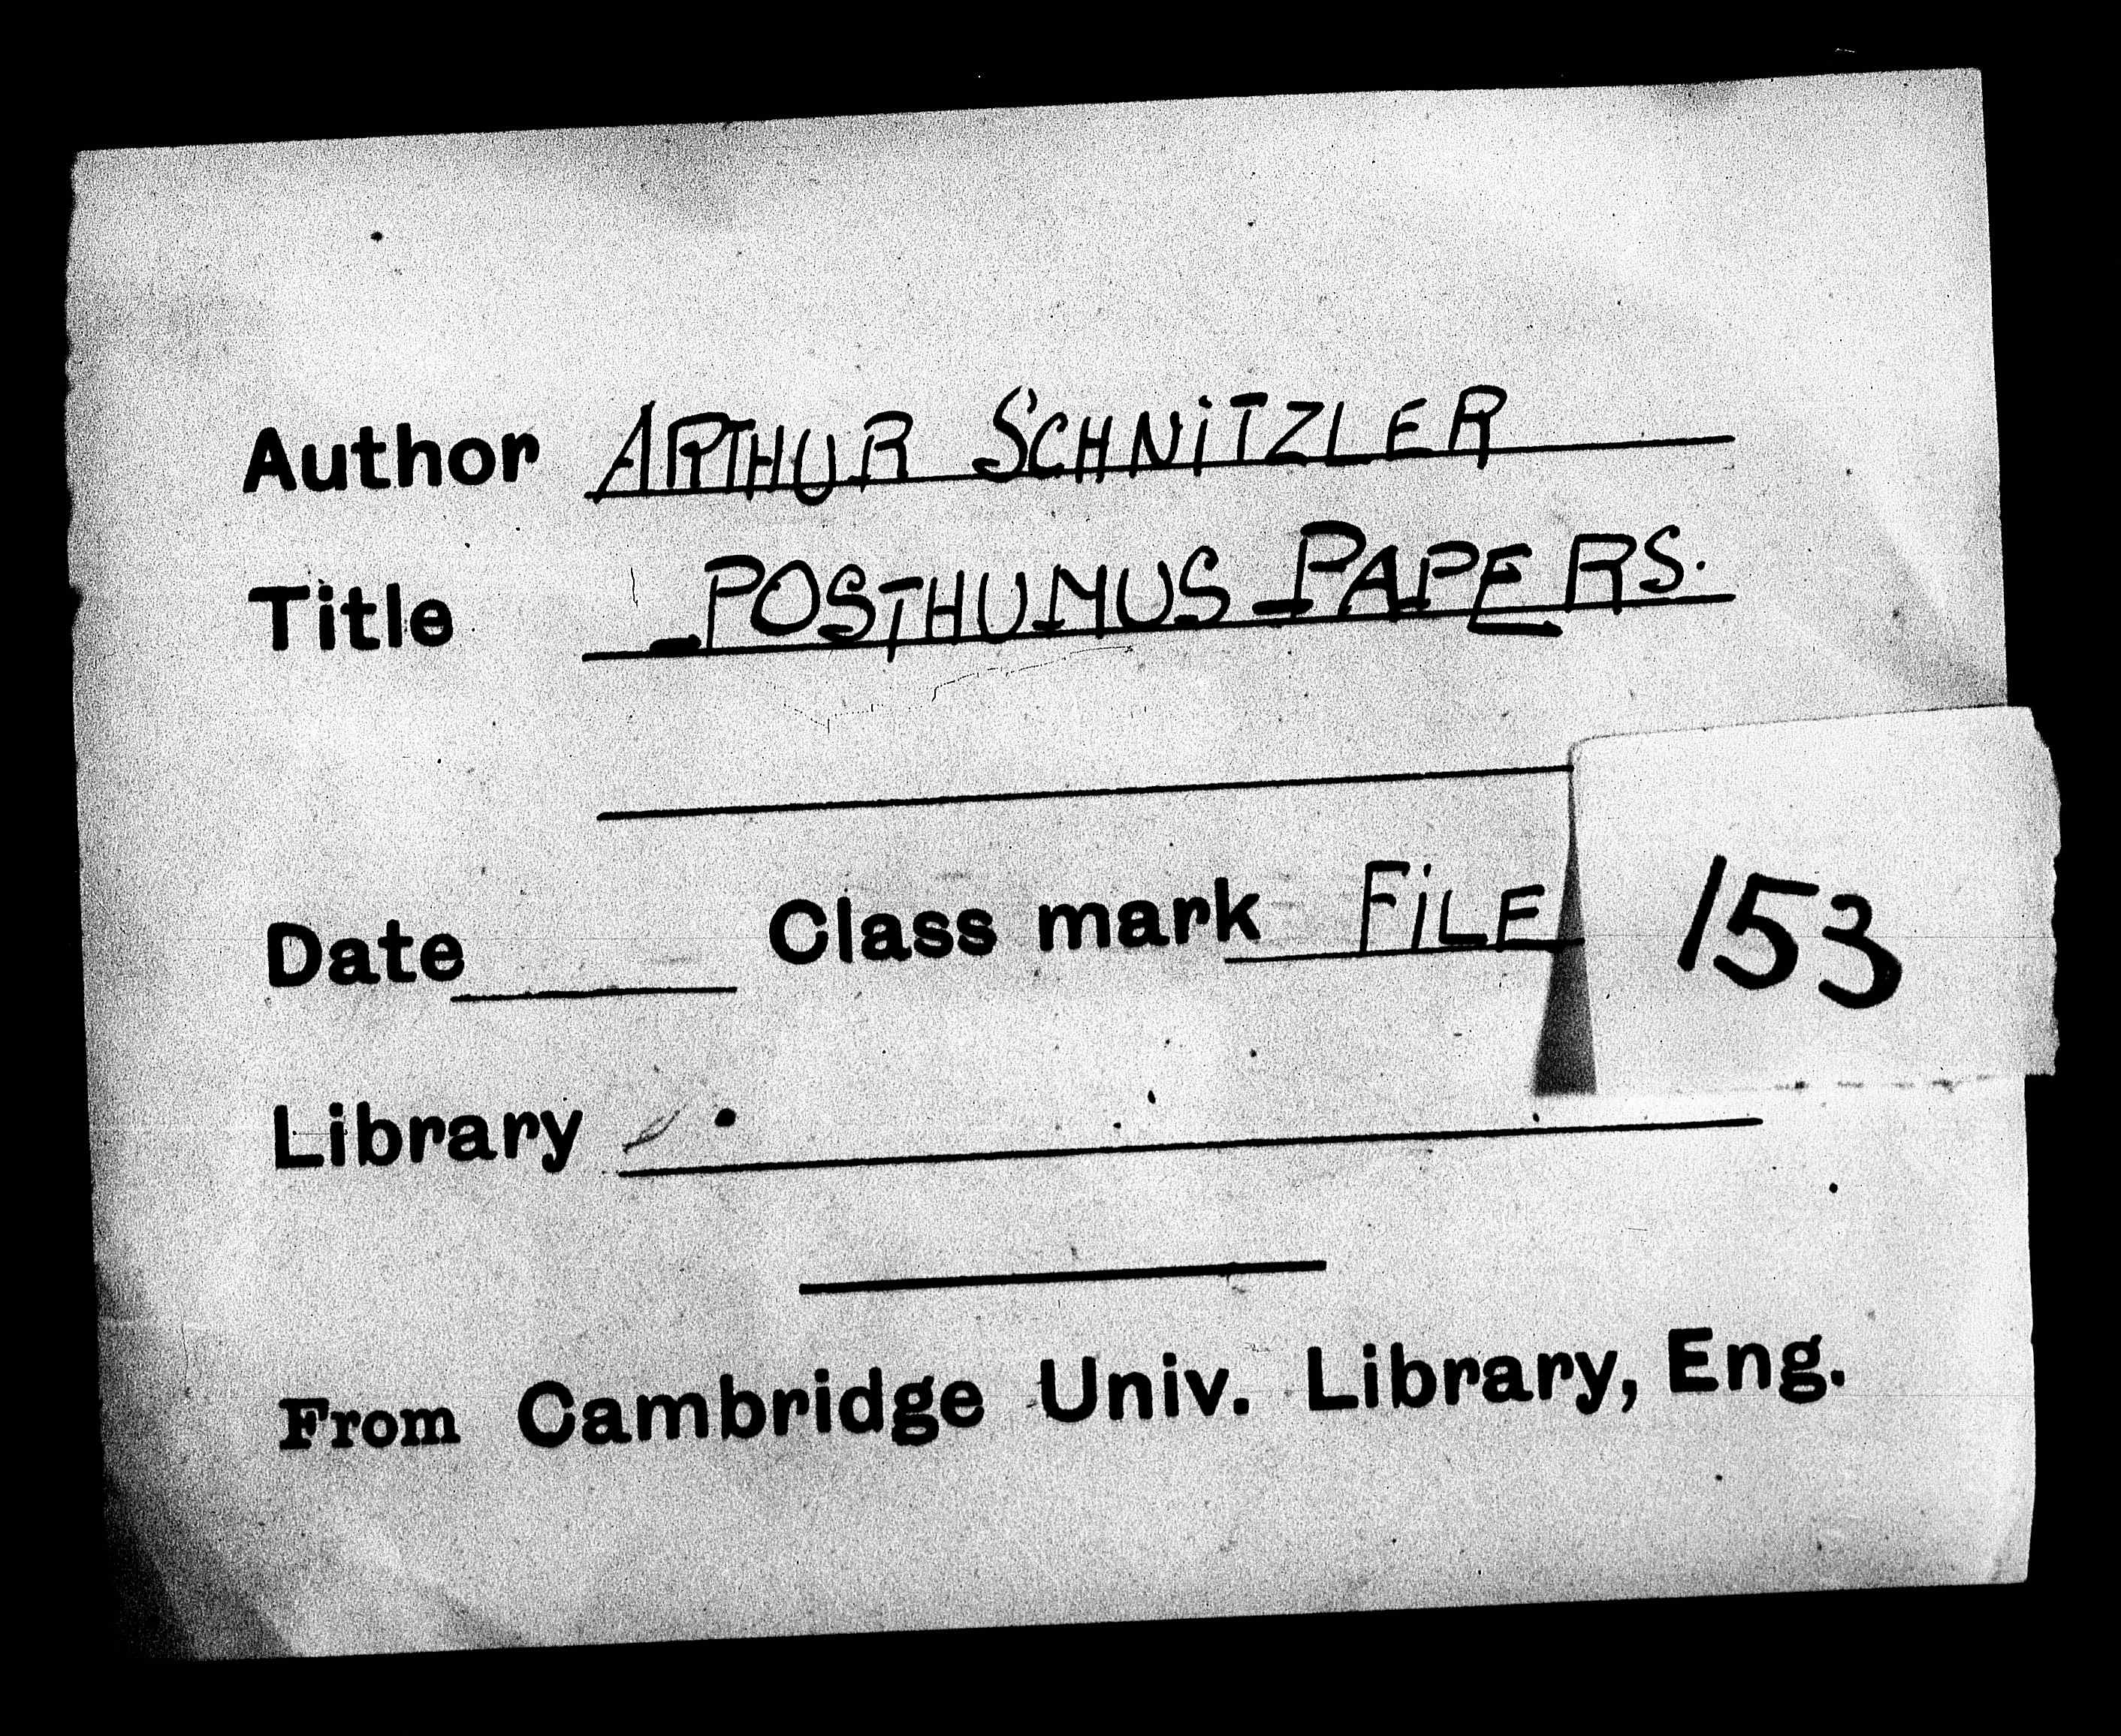 Author ARTHUR SCHNITZLER
Title POSTHUMUS PAPERS.
Date Class mark FILE 153
Library
From Cambridge Univ. Library, Eng.